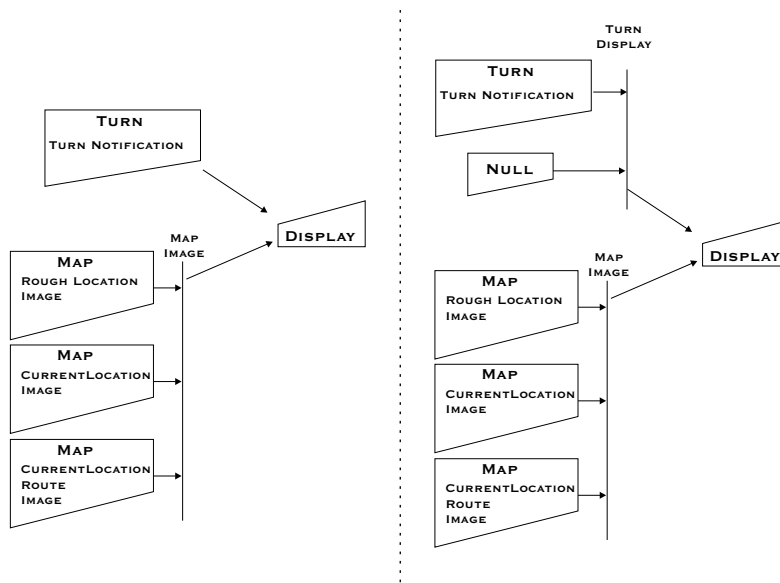 Turn
Turn Notification
Display
Map
Image
Map
Rough Location
Image
Map
CurrentLocation
Image
Map
CurrentLocation
Route
Image
Turn
Display
Turn
Turn Notification
Null
Display
Map
Image
Map
Rough Location
Image
Map
CurrentLocation
Image
Map
CurrentLocation
Route
Image